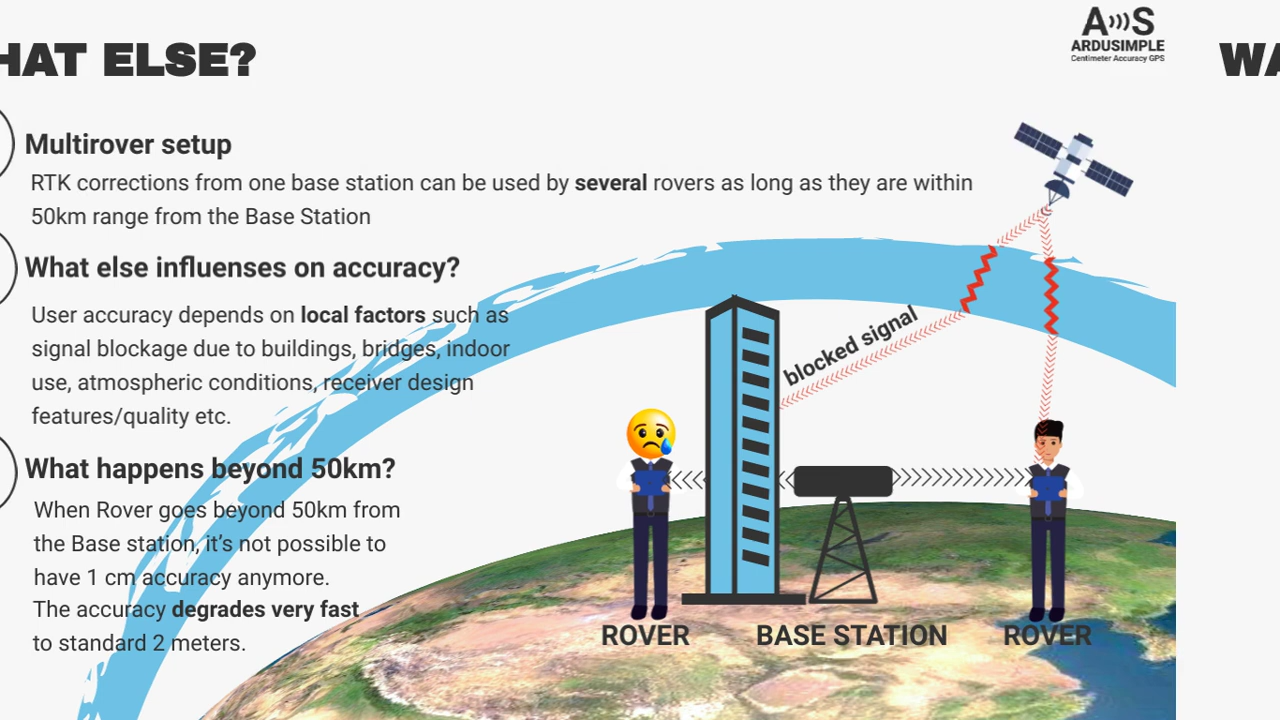 HAT ELSE?
A)))S
ARDUSIMPLE
Centimeter Accuracy GPS
WA
Multirover setup
RTK corrections from one base station can be used by several rovers as long as they are within
50km range from the Base Station
What else influenses on accuracy?
User accuracy depends on local factors such as
signal blockage due to buildings, bridges, indoor
use, atmospheric conditions, receiver design
features/quality etc.
blocked signal
What happens beyond 50km?
When Rover goes beyond 50km from
the Base station, it’s not possible to
have 1 cm accuracy anymore.
The accuracy degrades very fast
to standard 2 meters.
ROVER
BASE STATION
ROVER